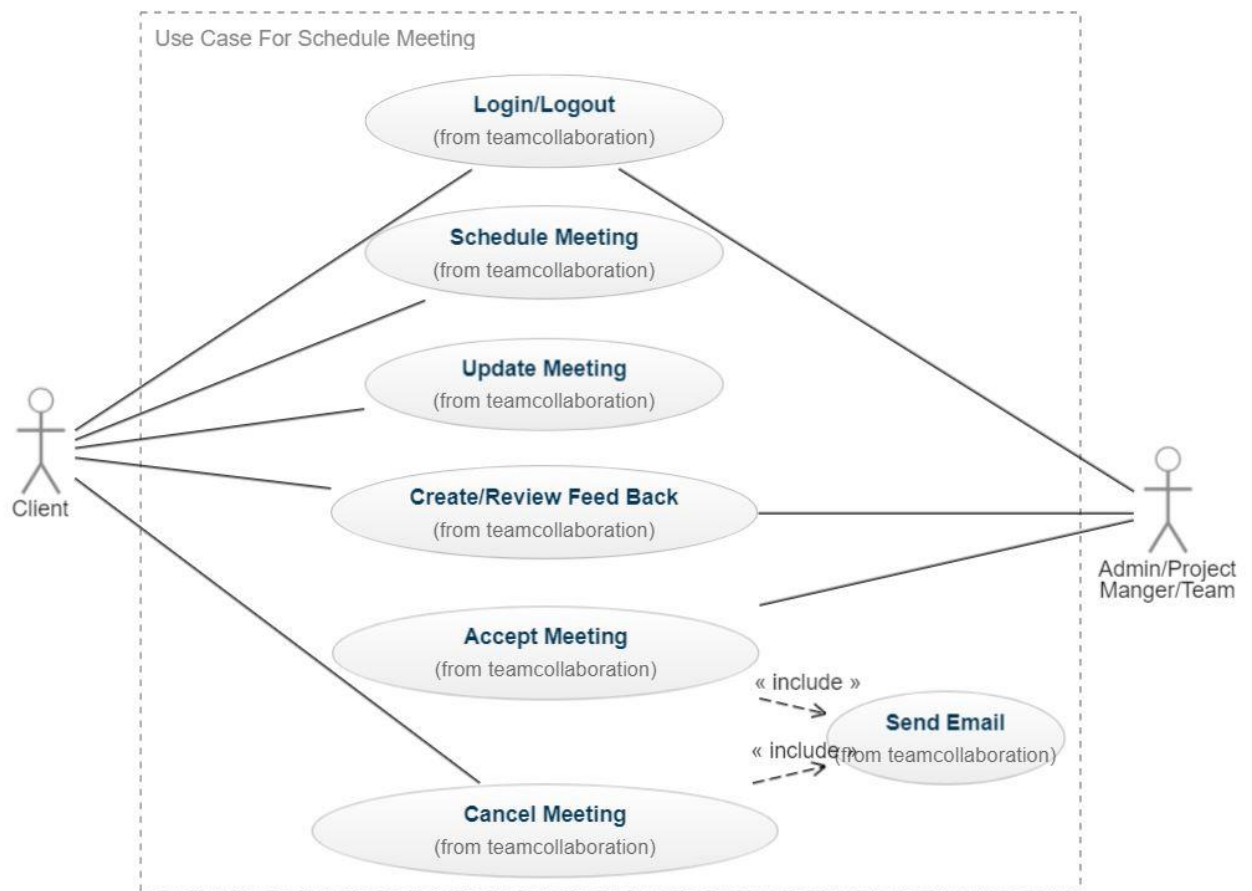 Use Case For Schedule Meeting
Login/Logout
(from teamcollaboration)
Schedule Meeting
(from teamcollaboration)
Update Meeting
(from teamcollaboration)
Client
Create/Review Feed Back
(from teamcollaboration)
Admin/Project
Manger/Team
Accept Meeting
(from teamcollaboration)
« include »
Send Email
(from teamcollaboration)
« include »
Cancel Meeting
(from teamcollaboration)